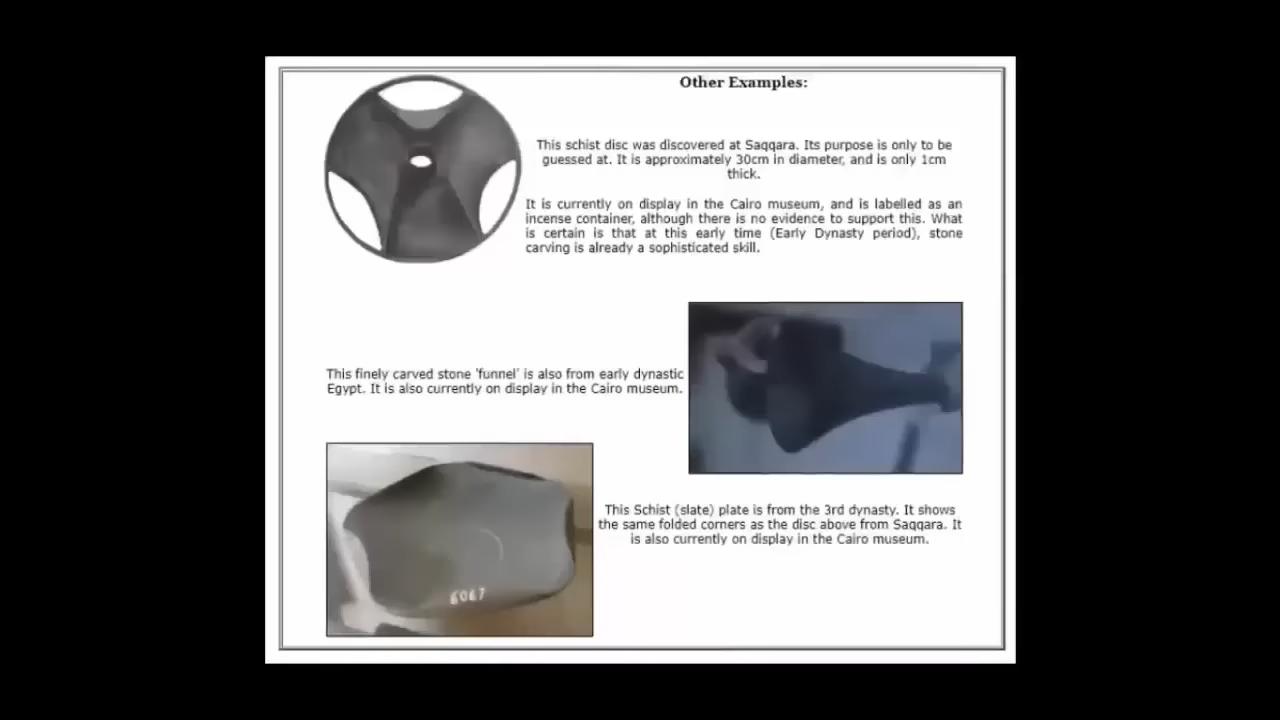 Other Examples:
This schist disc was discovered at Saqqara. Its purpose is only to be
guessed at. It is approximately 30cm in diameter, and is only 1cm
thick.
It is currently on display in the Cairo museum, and is labelled as an
incense container, although there is no evidence to support this. What
is certain is that at this early time (Early Dynasty period), stone
carving is already a sophisticated skill.
This finely carved stone 'funnel' is also from early dynastic
Egypt. It is also currently on display in the Cairo museum.
This Schist (slate) plate is from the 3rd dynasty. It shows
the same folded corners as the disc above from Saqqara. It
is also currently on display in the Cairo museum.
6067